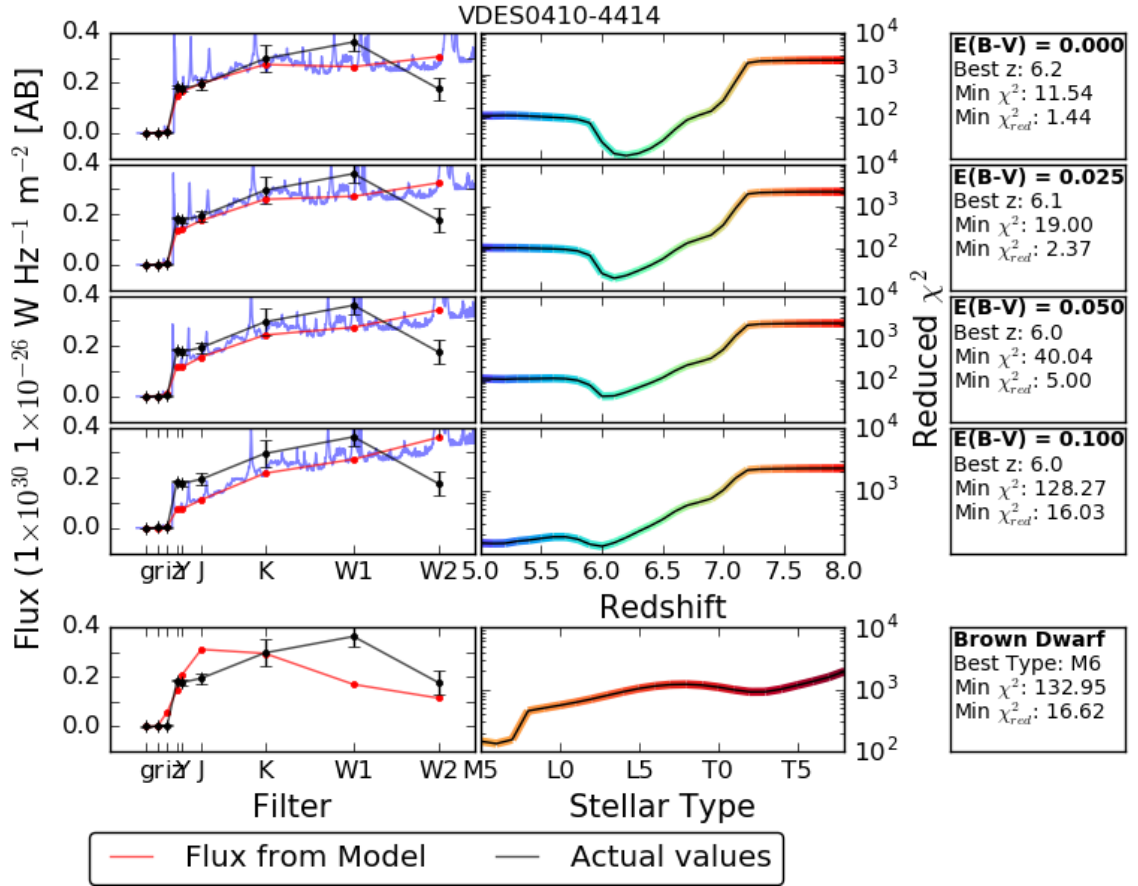 VDES0410-4414
Flux (1×10³⁰ 1×10⁻²⁶ W Hz⁻¹ m⁻² [AB]
0.4
0.2
0.0
10⁴
10³
10²
10⁴
E(B-V) = 0.000
Best z: 6.2
Min χ²: 11.54
Min χ²red: 1.44
0.4
0.2
0.0
10⁴
10³
10²
E(B-V) = 0.025
Best z: 6.1
Min χ²: 19.00
Min χ²red: 2.37
0.4
0.2
0.0
10⁴
10³
10²
E(B-V) = 0.050
Best z: 6.0
Min χ²: 40.04
Min χ²red: 5.00
0.4
0.2
0.0
10⁴
10³
E(B-V) = 0.100
Best z: 6.0
Min χ²: 128.27
Min χ²red: 16.03
Reduced χ²
g r i z Y J K W1 W2
5.0 5.5 6.0 6.5 7.0 7.5 8.0
Redshift
0.4
0.2
0.0
10⁴
10³
10²
Brown Dwarf
Best Type: M6
Min χ²: 132.95
Min χ²red: 16.62
g r i z Y J K W1 W2
M5 L0 L5 T0 T5
Filter
Stellar Type
Flux from Model
Actual values